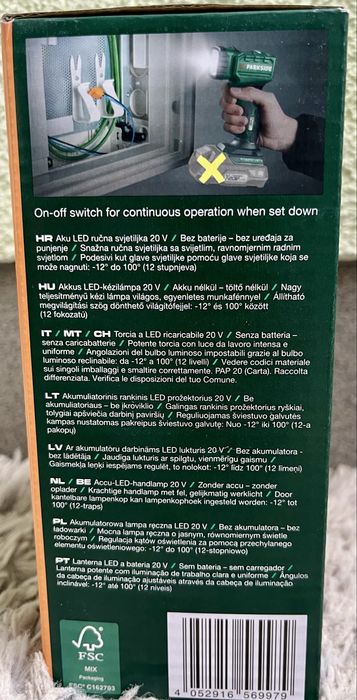 PARKSIDE
On-off switch for continuous operation when set down
HR Aku LED ručna svjetiljka 20 V / Bez baterije – bez uređaja za
punjenje / Snažna ručna svjetiljka sa svijetlim, ravnomjernim radnim
svjetlom / Podesivi kut glave svjetiljke pomoću glave svjetiljke koja se
može nagnuti: -12° do 100° (12 stupnjeva)
HU Akkus LED-kézilámpa 20 V / Akku nélkül – töltő nélkül / Nagy
teljesítményű kézi lámpa világos, egyenletes munkafénnyel / Állítható
megvilágítási szög dönthető világítófejjel: -12° és 100° között
(12 fokozatú)
IT / MT / CH Torcia a LED ricaricabile 20 V / Senza batteria –
senza caricabatterie / Potente torcia con luce da lavoro intensa e
uniforme / Angolazioni del bulbo luminoso impostabili grazie al bulbo
luminoso reclinabile: da -12° a 100° (12 livelli) / Vedere codici materiale
sui singoli imballaggi e smaltire correttamente. PAP 20 (Carta). Raccolta
differenziata. Verifica le disposizioni del tuo Comune.
LT Akumuliatorinis rankinis LED prožektorius 20 V / Be
akumuliatoriaus – be įkroviklio / Galingas rankinis prožektorius ryškiai,
tolygiai apšviečia darbinį paviršių / Reguliuojamas šviestuvo galvutės
kampas nustatomas pakreipus šviestuvo galvutę: Nuo -12° iki 100° (12-a
pakopų)
LV Ar akumulatoru darbināms LED lukturis 20 V / Bez akumulatora -
bez lādētāja / Jaudīga lukturis ar spilgtu, vienmērīgu gaismu /
Gaismekļa leņķi iespējams regulēt, to nolokot: -12° līdz 100° (12 līmeņi)
NL / BE Accu-LED-handlamp 20 V / Zonder accu – zonder
oplader / Krachtige handlamp met fel, gelijkmatig werklicht / Door
kantelbare lampenkop kan lampenkophoek ingesteld worden: -12° tot
100° (12-traps)
PL Akumulatorowa lampa ręczna LED 20 V / Bez akumulatora – bez
ładowarki / Mocna lampa ręczna o jasnym, równomiernym świetle
roboczym / Regulacja kątów oświetlenia za pomocą przechylanego
elementu oświetleniowego: -12° do 100° (12-stopniowo)
PT Lanterna LED a bateria 20 V / Sem bateria – sem carregador /
Lanterna potente com iluminação de trabalho clara e uniforme / Ângulos
da cabeça de iluminação ajustáveis através da cabeça de iluminação
inclinável: -12° até 100° (12 níveis)
FSC
MIX
Packaging
FSC® C162793
4 052916 569979